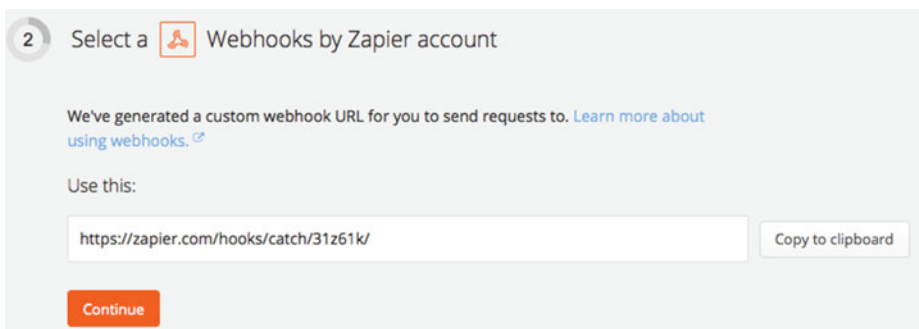 2 Select a Webhooks by Zapier account
We've generated a custom webhook URL for you to send requests to. Learn more about
using webhooks.
Use this:
https://zapier.com/hooks/catch/31z61k/ Copy to clipboard
Continue